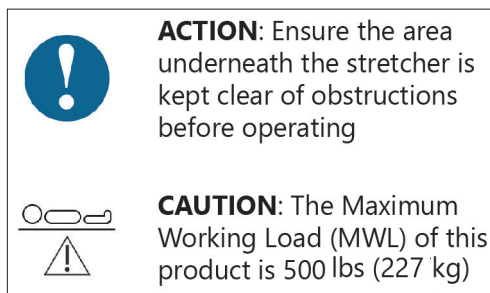 ACTION: Ensure the area
underneath the stretcher is
kept clear of obstructions
before operating
CAUTION: The Maximum
Working Load (MWL) of this
product is 500 lbs (227 kg)